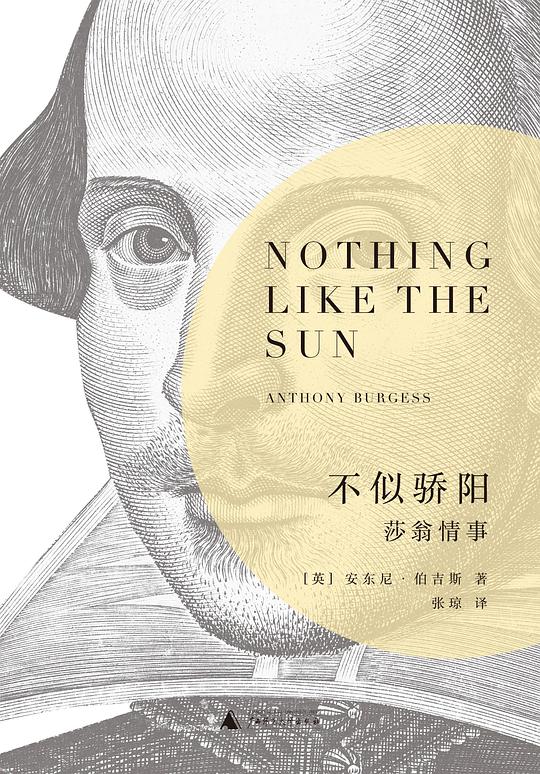 NOTHING
LIKE THE
SUN
ANTHONY BURGESS
不似骄阳
莎翁情事
［英］安东尼·伯吉斯 著
张琼 译